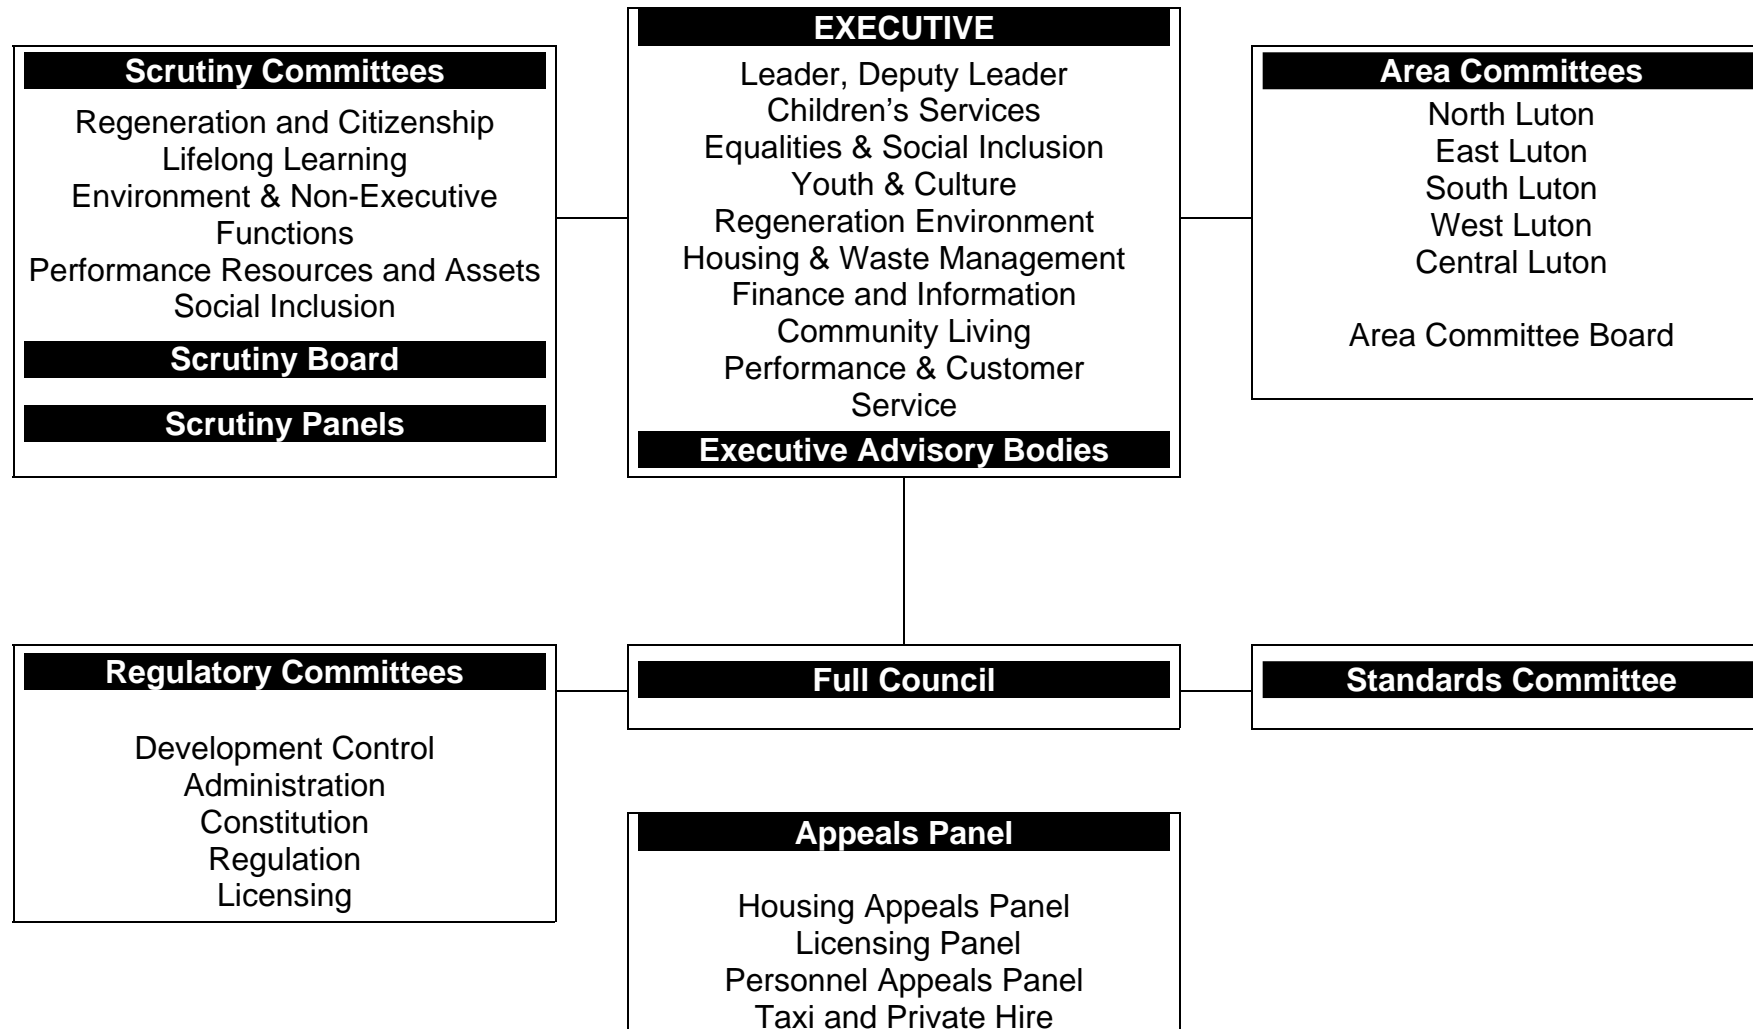 Scrutiny Committees
Regeneration and Citizenship
Lifelong Learning
Environment & Non-Executive
Functions
Performance Resources and Assets
Social Inclusion
Scrutiny Board
Scrutiny Panels
EXECUTIVE
Leader, Deputy Leader
Children’s Services
Equalities & Social Inclusion
Youth & Culture
Regeneration Environment
Housing & Waste Management
Finance and Information
Community Living
Performance & Customer
Service
Executive Advisory Bodies
Area Committees
North Luton
East Luton
South Luton
West Luton
Central Luton
Area Committee Board
Regulatory Committees
Development Control
Administration
Constitution
Regulation
Licensing
Full Council
Standards Committee
Appeals Panel
Housing Appeals Panel
Licensing Panel
Personnel Appeals Panel
Taxi and Private Hire